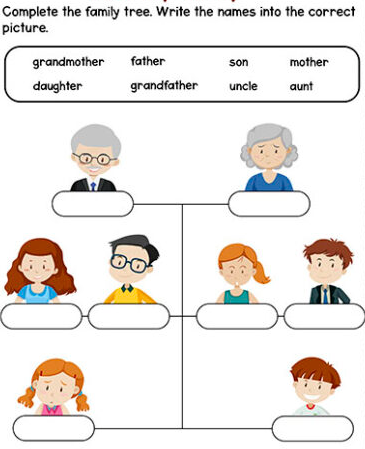 Complete the family tree. Write the names into the correct
picture.
grandmother father son mother
daughter grandfather uncle aunt